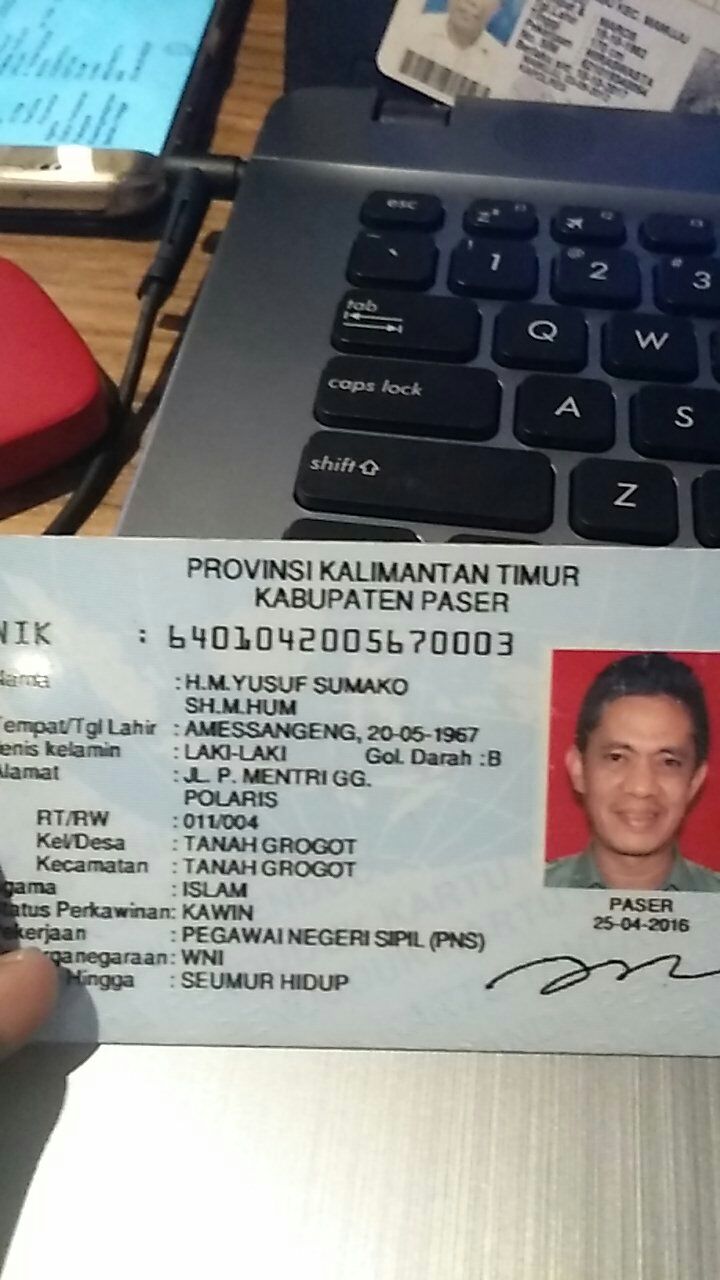 esc
1
2
3
tab
Q
W
caps lock
A
S
shift
Z
PROVINSI KALIMANTAN TIMUR
KABUPATEN PASER
NIK : 6401042005670003
Nama : H.M.YUSUF SUMAKO
SH.M.HUM
Tempat/Tgl Lahir : AMESSANGENG, 20-05-1967
Jenis kelamin : LAKI-LAKI Gol. Darah : B
Alamat : JL. P. MENTRI GG.
POLARIS
RT/RW : 011/004
Kel/Desa : TANAH GROGOT
Kecamatan : TANAH GROGOT
Agama : ISLAM
Status Perkawinan: KAWIN
Pekerjaan : PEGAWAI NEGERI SIPIL (PNS)
rganegaraan: WNI
Hingga : SEUMUR HIDUP
PASER
25-04-2016